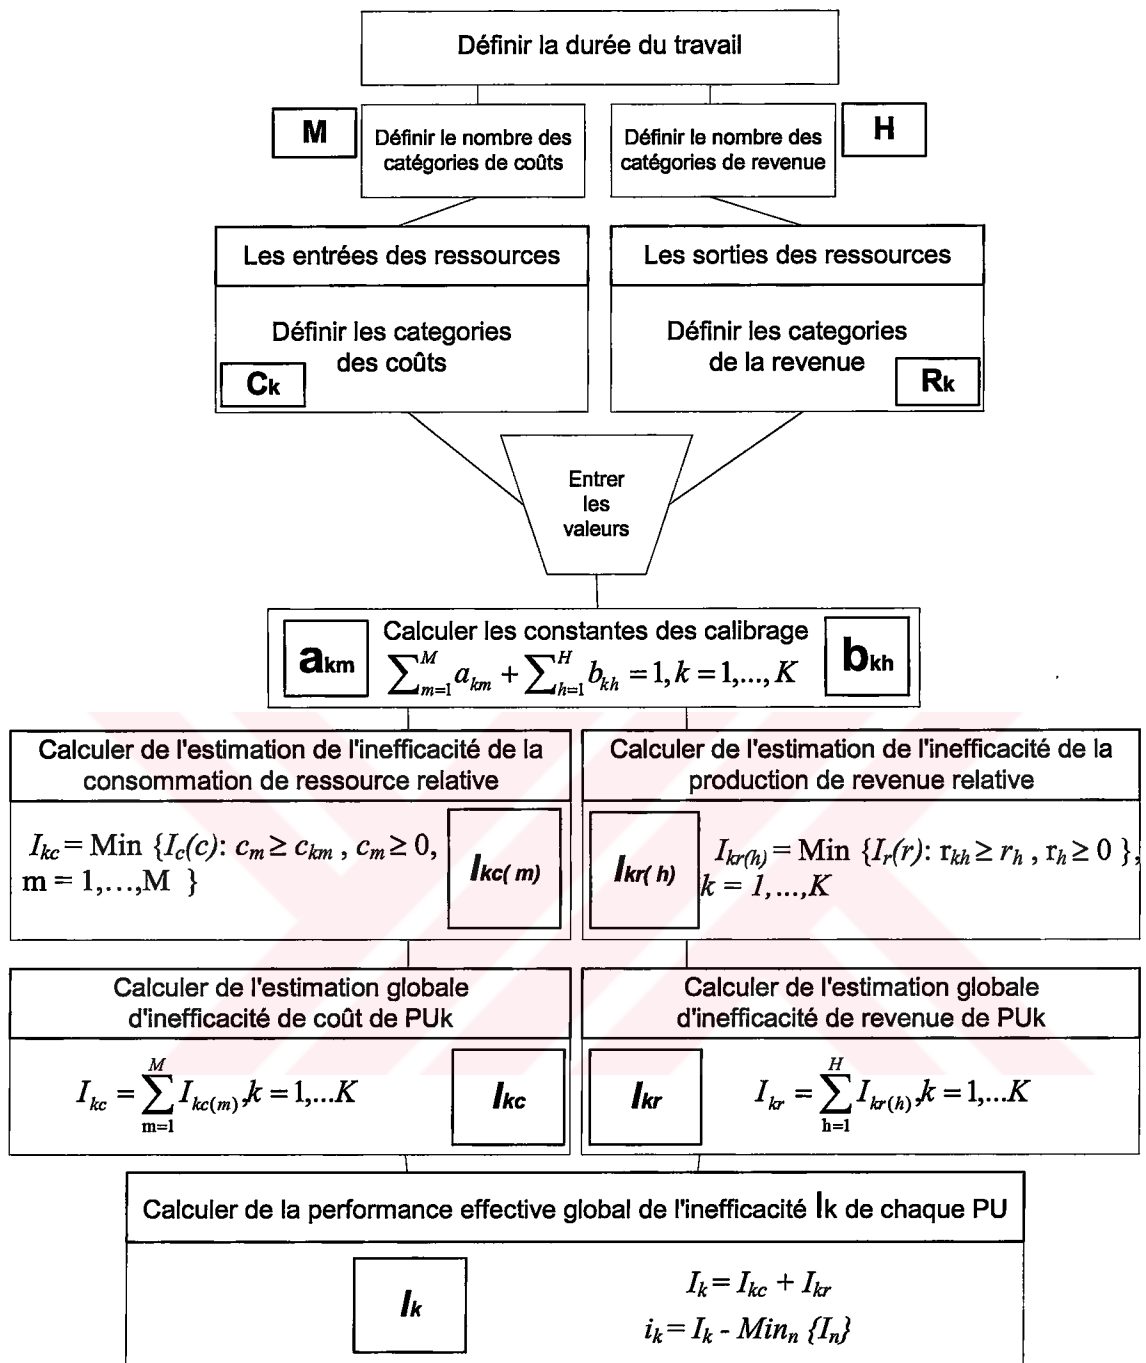 Définir la durée du travail
M
Définir le nombre des
catégories de coûts
Définir le nombre des
catégories de revenue
H
Les entrées des ressources
Définir les categories
des coûts
Ck
Les sorties des ressources
Définir les categories
de la revenue
Rk
Entrer
les
valeurs
akm
Calculer les constantes des calibrage
∑_{m=1}^{M} a_{km} + ∑_{h=1}^{H} b_{kh} = 1, k = 1,..., K
bkh
Calculer de l'estimation de l'inefficacité de la
consommation de ressource relative
I_{kc} = Min {I_c(c): c_m ≥ c_{km} , c_m ≥ 0,
m = 1,…,M }
Ikc( m)
Calculer de l'estimation de l'inefficacité de la
production de revenue relative
Ikr( h)
I_{kr(h)} = Min {I_r(r): r_{kh} ≥ r_h , r_h ≥ 0 },
k = 1,...,K
Calculer de l'estimation globale
d'inefficacité de coût de PUk
I_{kc} = ∑_{m=1}^{M} I_{kc(m)}, k = 1,...K
Ikc
Calculer de l'estimation globale
d'inefficacité de revenue de PUk
Ikr
I_{kr} = ∑_{h=1}^{H} I_{kr(h)}, k = 1,...K
Calculer de la performance effective global de l'inefficacité Ik de chaque PU
Ik
I_k = I_{kc} + I_{kr}
i_k = I_k - Min_n {I_n}